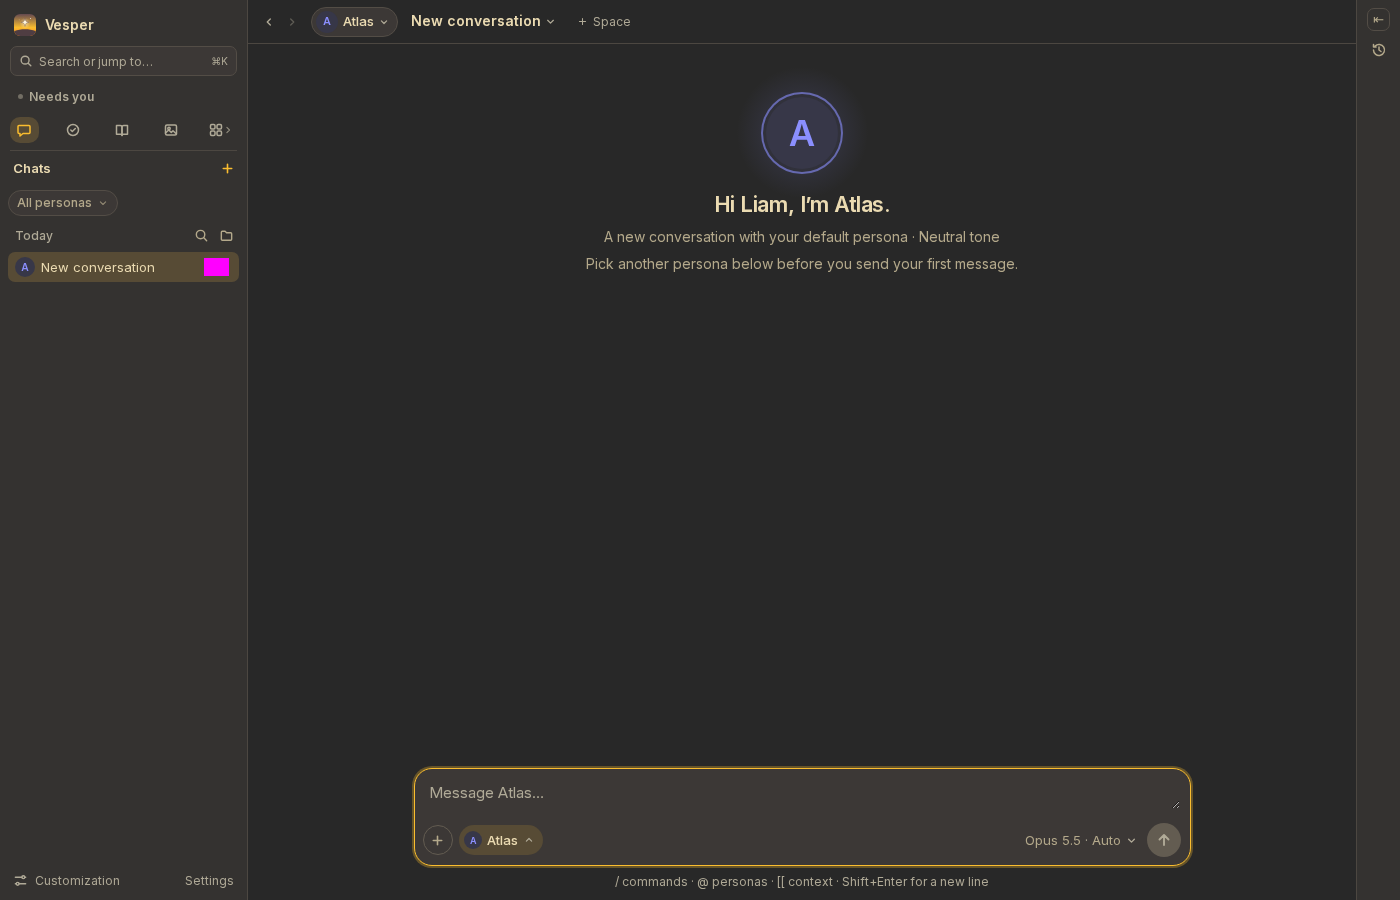 Vesper
Search or jump to… ⌘K
Needs you
Chats
All personas
Today
A New conversation
A Atlas New conversation + Space
A
Hi Liam, I’m Atlas.
A new conversation with your default persona · Neutral tone
Pick another persona below before you send your first message.
Message Atlas…
A Atlas Opus 5.5 · Auto
/ commands · @ personas · [[ context · Shift+Enter for a new line
Customization Settings